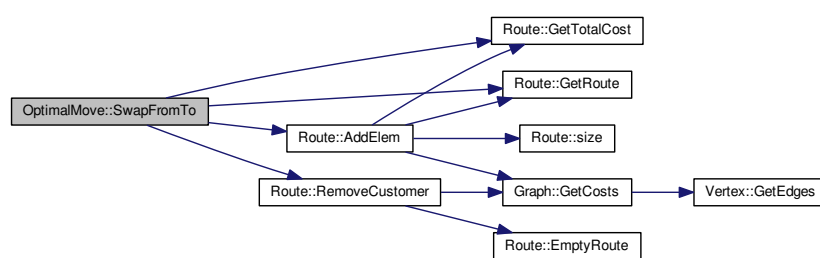 Route::GetTotalCost
Route::GetRoute
OptimalMove::SwapFromTo
Route::AddElem
Route::size
Route::RemoveCustomer
Graph::GetCosts
Vertex::GetEdges
Route::EmptyRoute